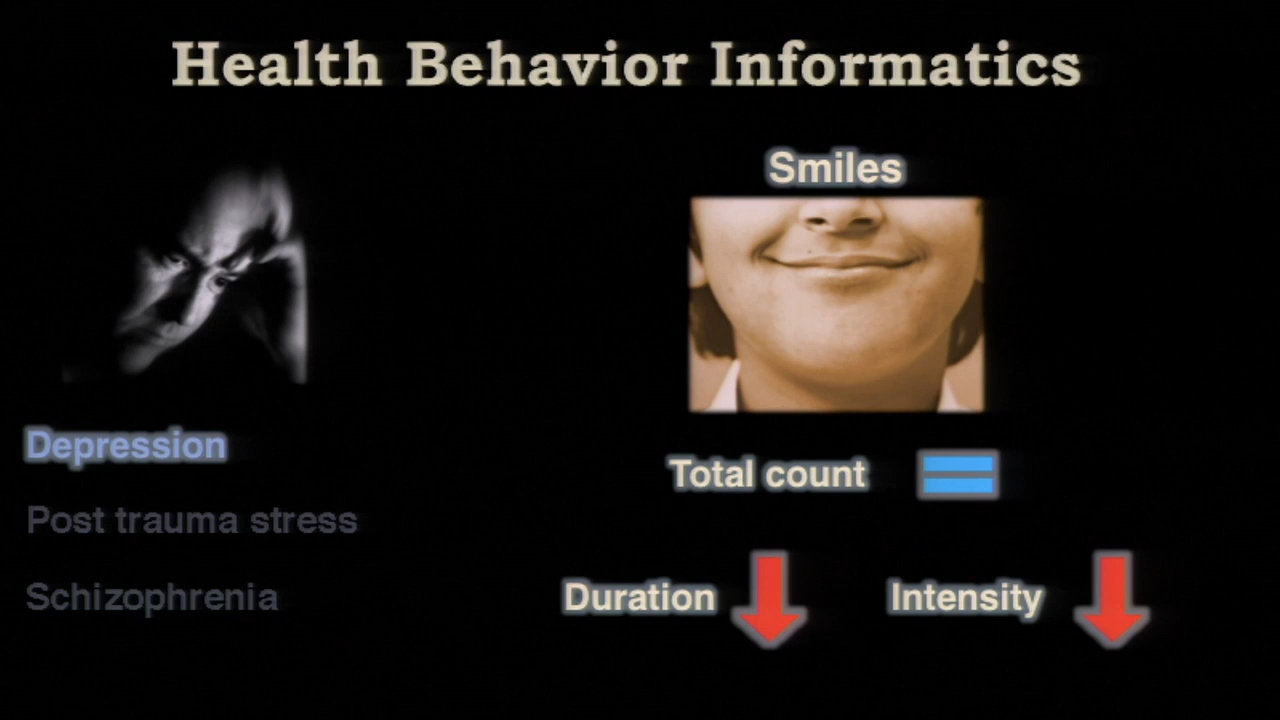 Health Behavior Informatics
Smiles
Depression
Total count
Post trauma stress
Duration
Intensity
Schizophrenia